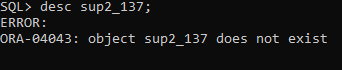 SQL> desc sup2_137;
ERROR:
ORA-04043: object sup2_137 does not exist